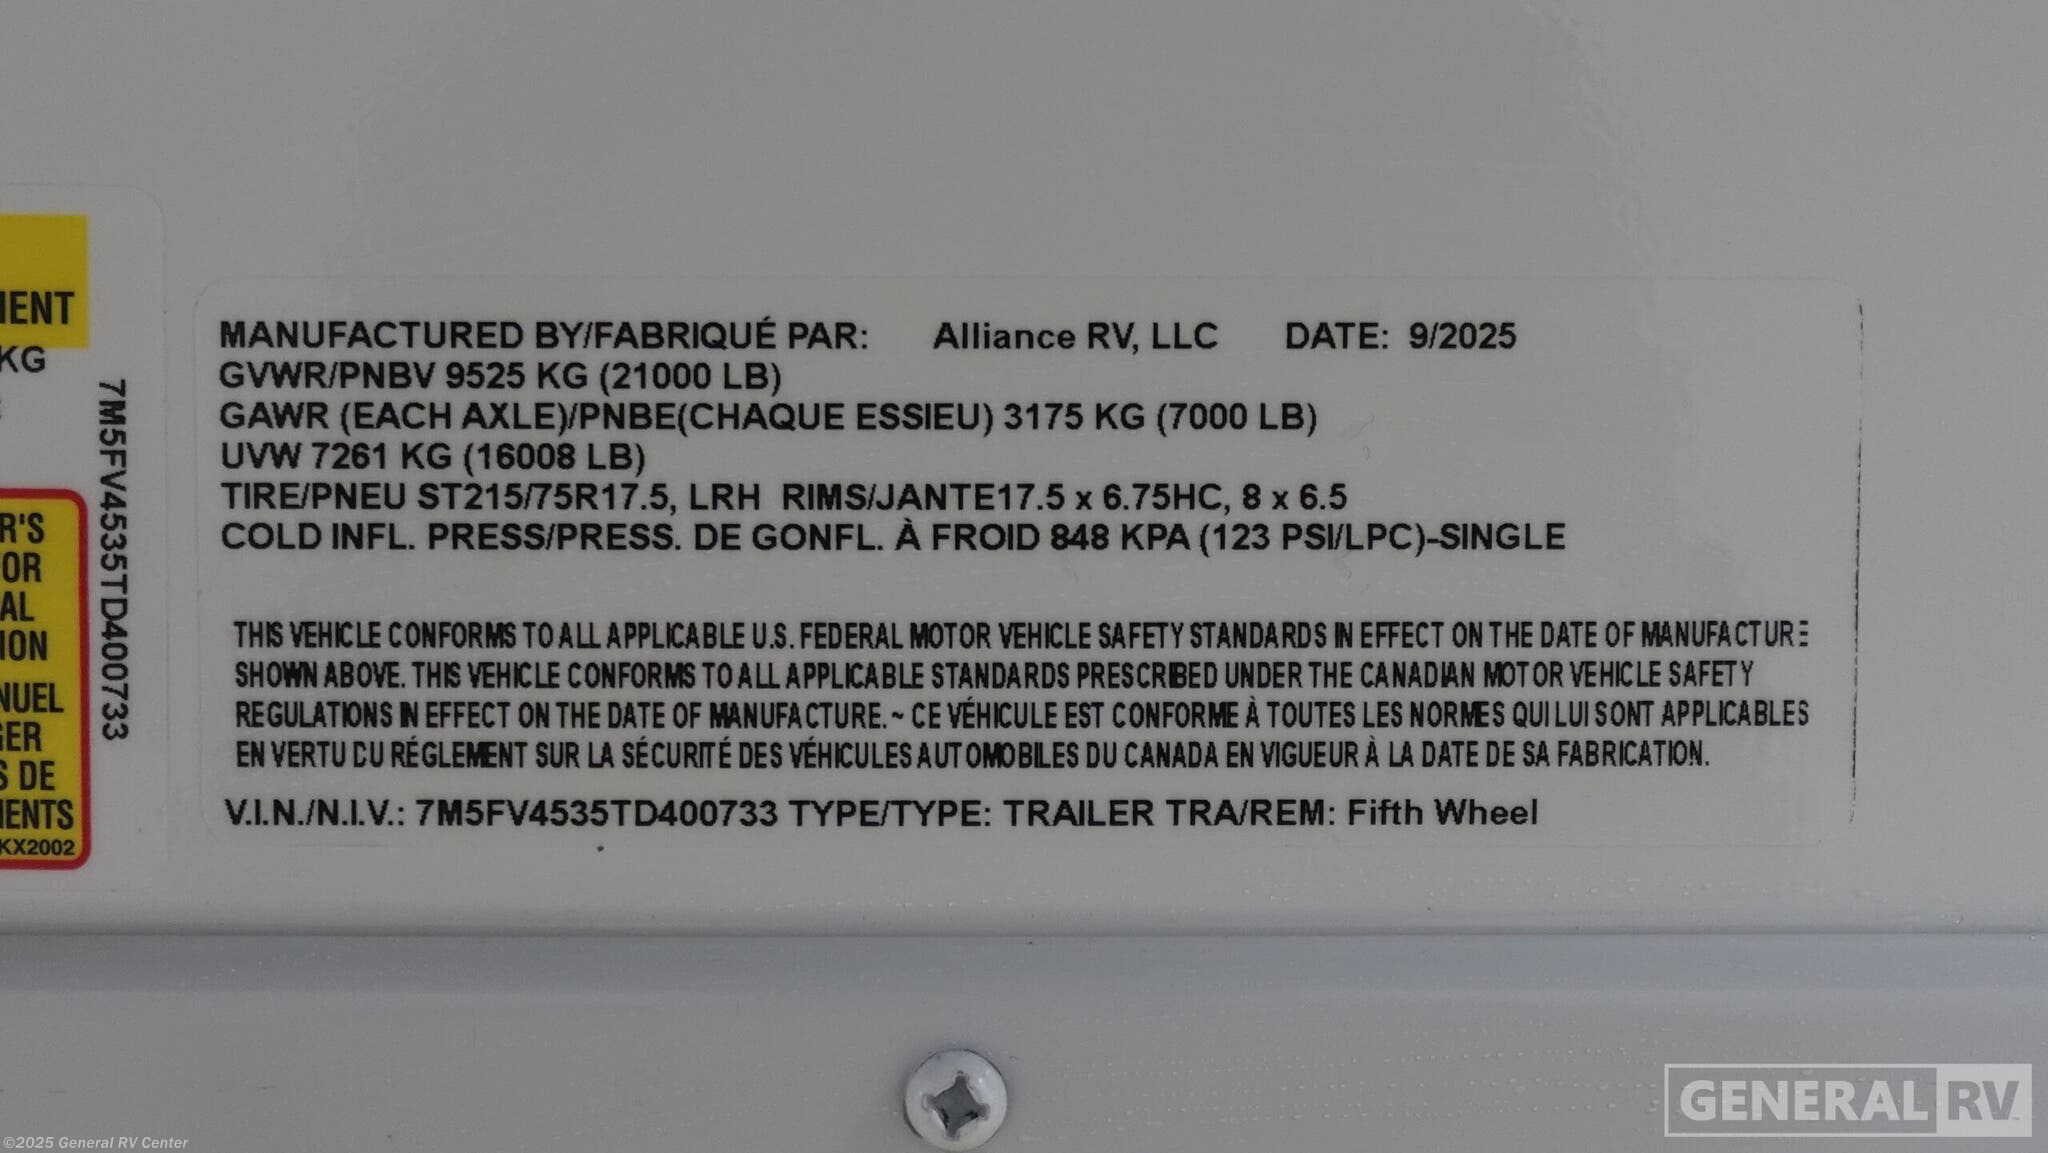 MENT
KG
7M5FV4535TD400733
R'S
OR
AL
ION
NUEL
GER
S DE
MENTS
KX2002
MANUFACTURED BY/FABRIQUÉ PAR: Alliance RV, LLC DATE: 9/2025
GVWR/PNBV 9525 KG (21000 LB)
GAWR (EACH AXLE)/PNBE(CHAQUE ESSIEU) 3175 KG (7000 LB)
UVW 7261 KG (16008 LB)
TIRE/PNEU ST215/75R17.5, LRH RIMS/JANTE17.5 x 6.75HC, 8 x 6.5
COLD INFL. PRESS/PRESS. DE GONFL. À FROID 848 KPA (123 PSI/LPC)-SINGLE
THIS VEHICLE CONFORMS TO ALL APPLICABLE U.S. FEDERAL MOTOR VEHICLE SAFETY STANDARDS IN EFFECT ON THE DATE OF MANUFACTURE
SHOWN ABOVE. THIS VEHICLE CONFORMS TO ALL APPLICABLE STANDARDS PRESCRIBED UNDER THE CANADIAN MOTOR VEHICLE SAFETY
REGULATIONS IN EFFECT ON THE DATE OF MANUFACTURE. ~ CE VÉHICULE EST CONFORME À TOUTES LES NORMES QUI LUI SONT APPLICABLES
EN VERTU DU RÉGLEMENT SUR LA SÉCURITÉ DES VÉHICULES AUTOMOBILES DU CANADA EN VIGUEUR À LA DATE DE SA FABRICATION.
V.I.N./N.I.V.: 7M5FV4535TD400733 TYPE/TYPE: TRAILER TRA/REM: Fifth Wheel
GENERAL RV
©2025 General RV Center